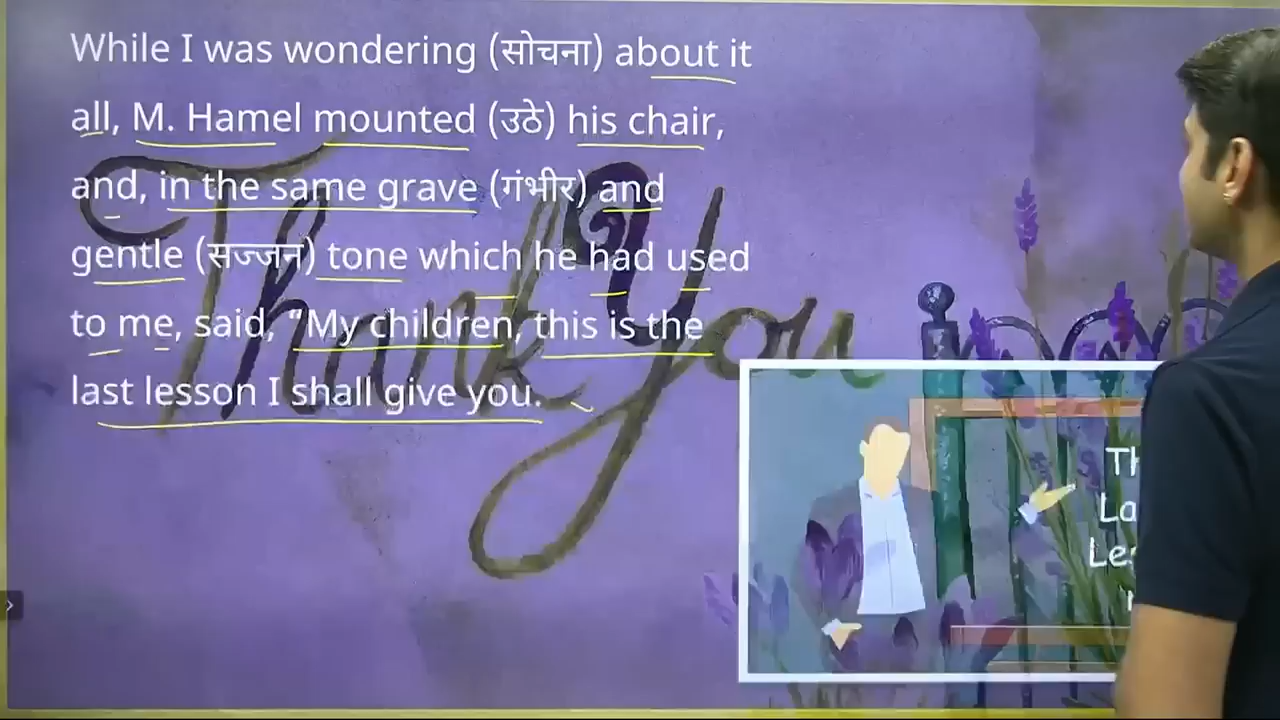 While I was wondering (सोचना) about it
all, M. Hamel mounted (उठे) his chair,
and, in the same grave (गंभीर) and
gentle (सज्जन) tone which he had used
to me, said, “My children, this is the
last lesson I shall give you.
Thank You